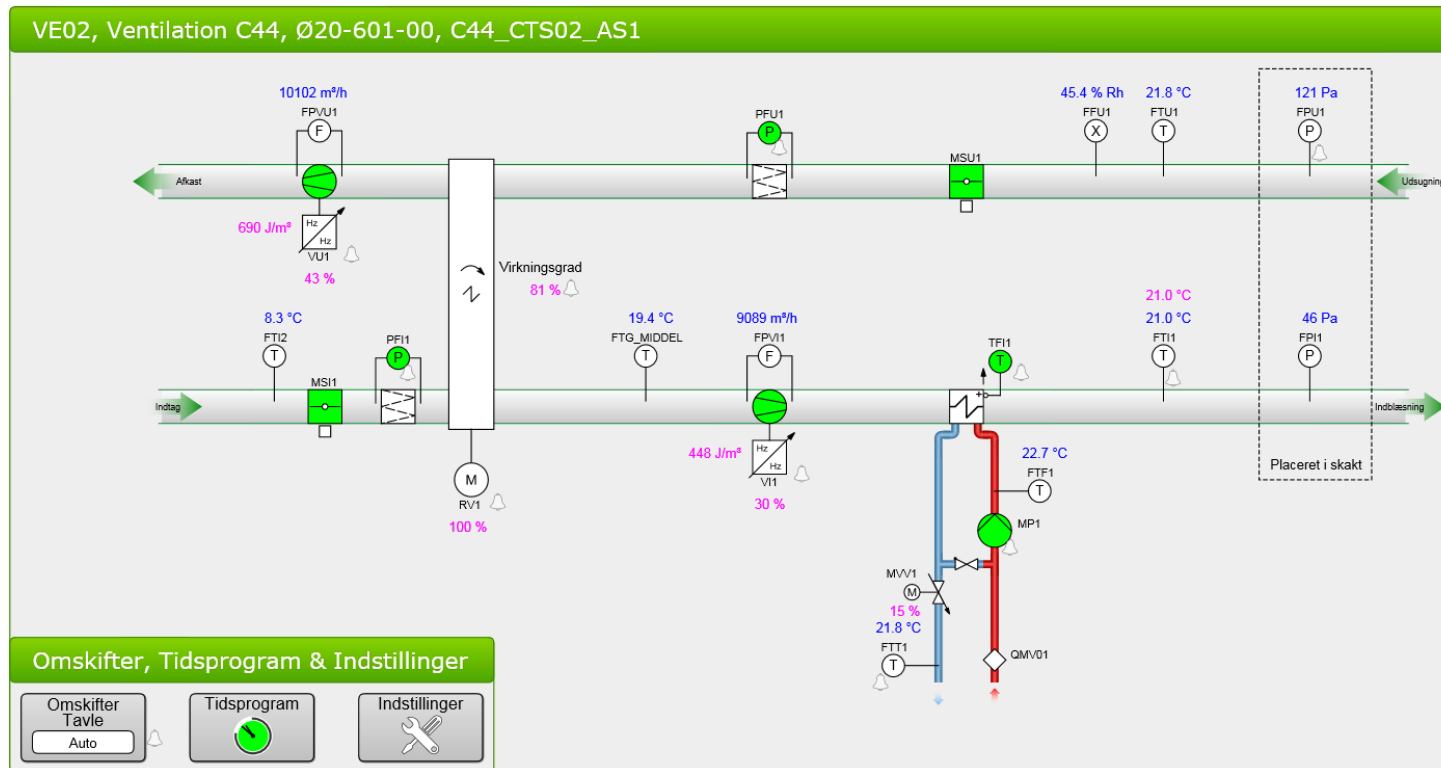 VE02, Ventilation C44, Ø20-601-00, C44_CTS02_AS1
10102 m³/h
FPVU1
F
PFU1
P
45.4 % Rh
FFU1
X
21.8 °C
FTU1
T
121 Pa
FPU1
P
MSU1
Afkast
Udsugning
690 J/m³
Hz
Hz
VU1
43 %
Virkningsgrad
81 %
8.3 °C
FTI2
T
PFI1
P
MSI1
19.4 °C
FTG_MIDDEL
T
9089 m³/h
FPVI1
F
TFI1
T
21.0 °C
21.0 °C
FTI1
T
46 Pa
FPI1
P
Indtag
Indblæsning
448 J/m³
Hz
Hz
VI1
30 %
M
RV1
100 %
22.7 °C
FTF1
T
Placeret i skakt
MP1
MVV1
M
15 %
21.8 °C
FTT1
T
QMV01
Omskifter, Tidsprogram & Indstillinger
Omskifter
Tavle
Auto
Tidsprogram
Indstillinger